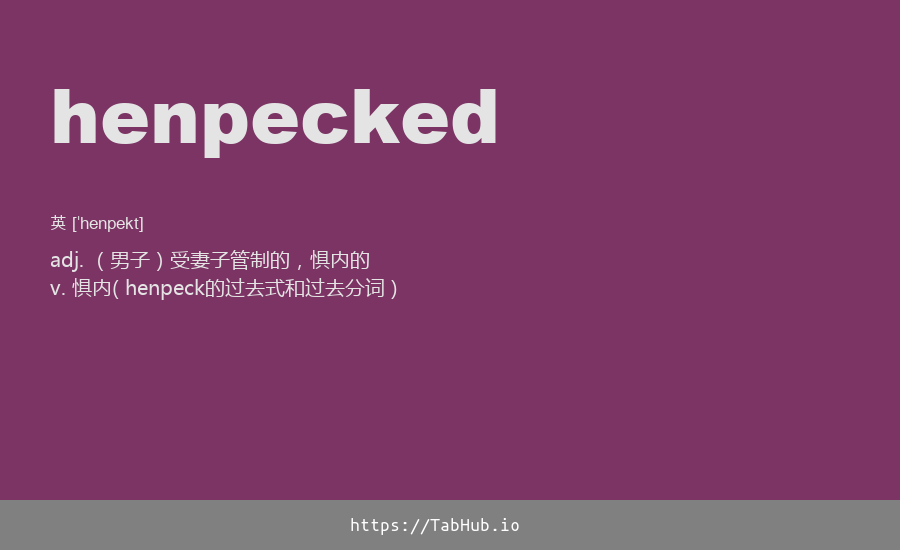 henpecked
英 ['henpekt]
adj. （男子）受妻子管制的，惧内的
v. 惧内( henpeck的过去式和过去分词 )
https://TabHub.io